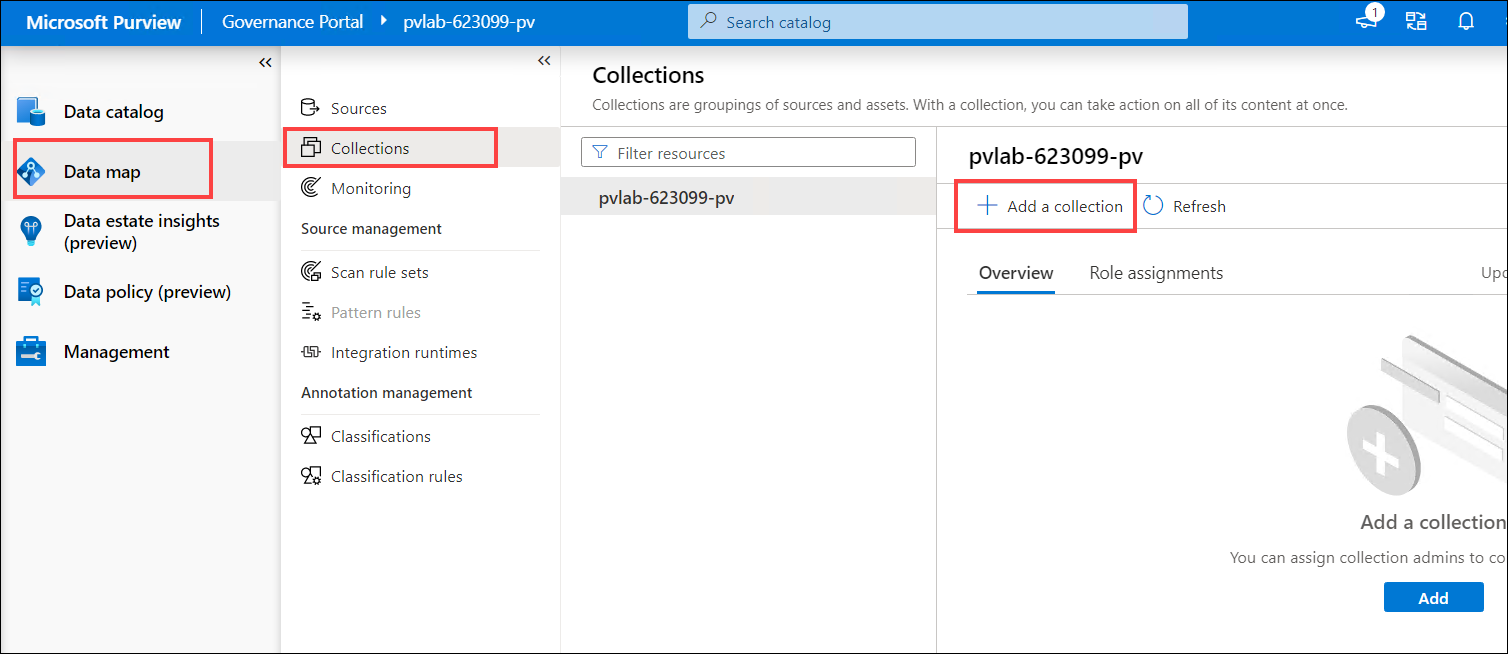 Microsoft Purview
Governance Portal
pvlab-623099-pv
Search catalog
1
Data catalog
Data map
Data estate insights
(preview)
Data policy (preview)
Management
Sources
Collections
Monitoring
Source management
Scan rule sets
Pattern rules
Integration runtimes
Annotation management
Classifications
Classification rules
Collections
Collections are groupings of sources and assets. With a collection, you can take action on all of its content at once.
Filter resources
pvlab-623099-pv
pvlab-623099-pv
Add a collection
Refresh
Overview
Role assignments
Add a collection
You can assign collection admins to co
Add